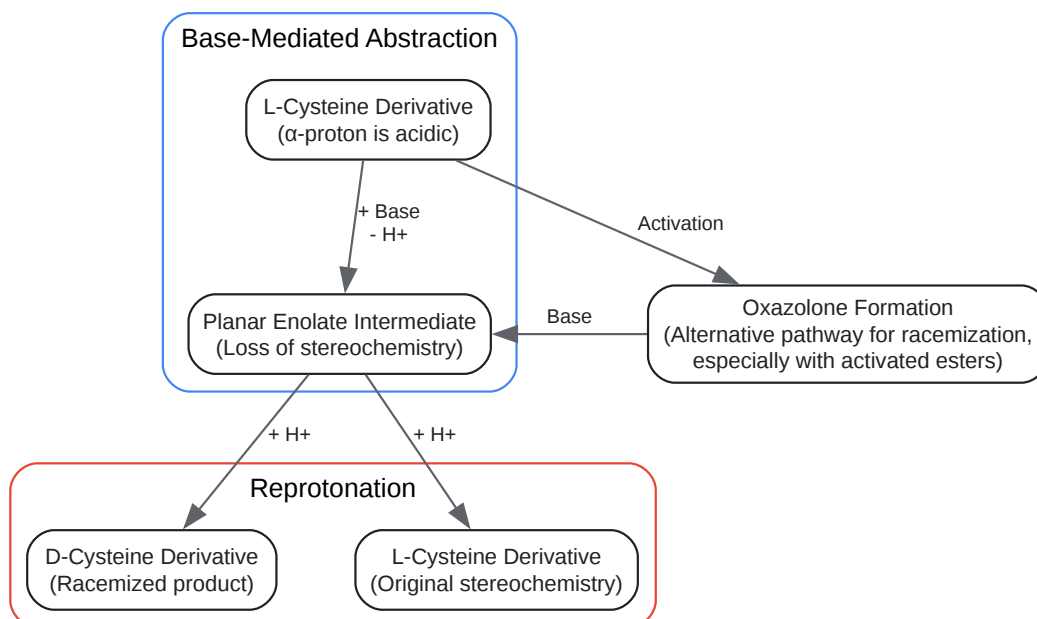 Base-Mediated Abstraction
L-Cysteine Derivative
(α-proton is acidic)
+ Base
- H+
Activation
Oxazolone Formation
(Alternative pathway for racemization,
especially with activated esters)
Base
Planar Enolate Intermediate
(Loss of stereochemistry)
+ H+
+ H+
Reprotonation
D-Cysteine Derivative
(Racemized product)
L-Cysteine Derivative
(Original stereochemistry)